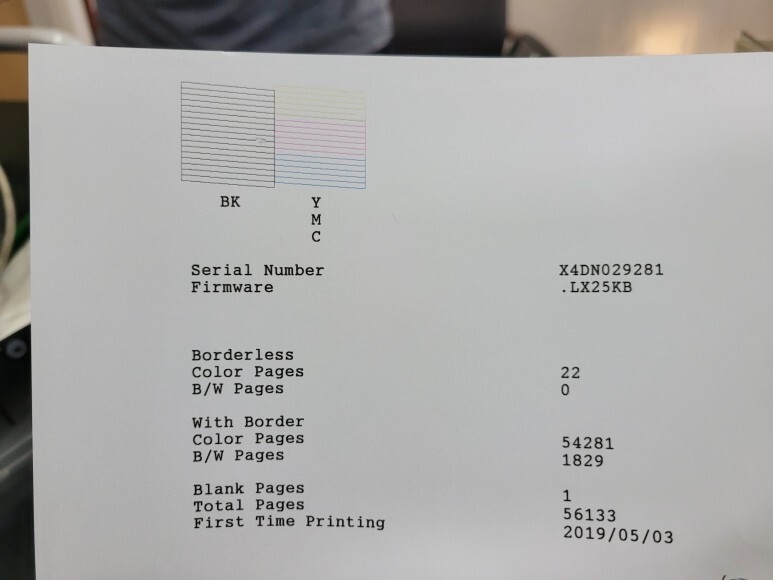 BK Y
M
C
Serial Number X4DN029281
Firmware .LX25KB
Borderless
Color Pages 22
B/W Pages 0
With Border
Color Pages 54281
B/W Pages 1829
Blank Pages 1
Total Pages 56133
First Time Printing 2019/05/03